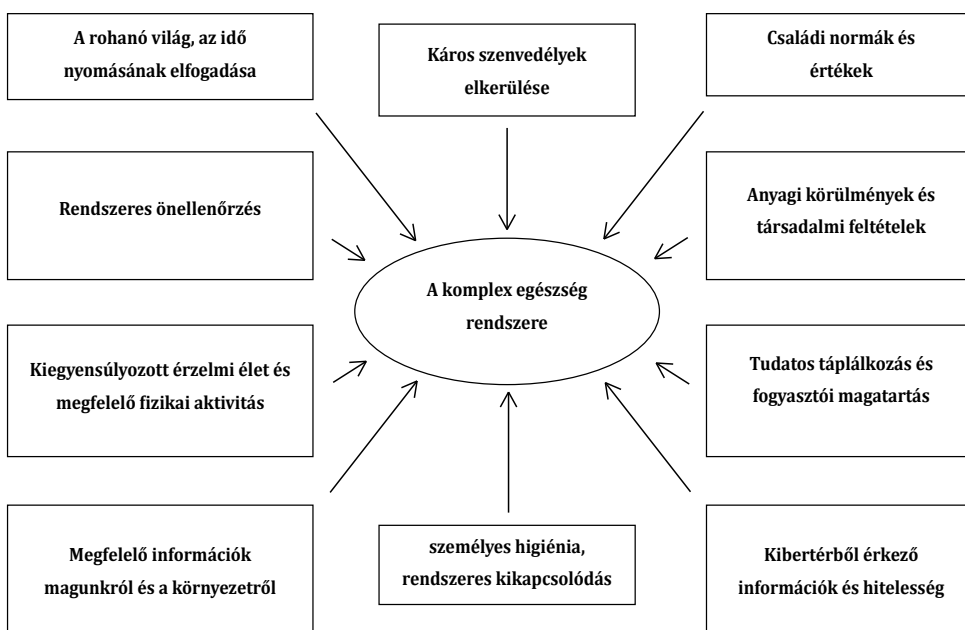 A rohanó világ, az idő
nyomásának elfogadása
Káros szenvedélyek
elkerülése
Családi normák és
értékek
Rendszeres önellenőrzés
Anyagi körülmények és
társadalmi feltételek
A komplex egészség
rendszere
Kiegyensúlyozott érzelmi élet és
megfelelő fizikai aktivitás
Tudatos táplálkozás és
fogyasztói magatartás
Megfelelő információk
magunkról és a környezetről
személyes higiénia,
rendszeres kikapcsolódás
Kibertérből érkező
információk és hitelesség